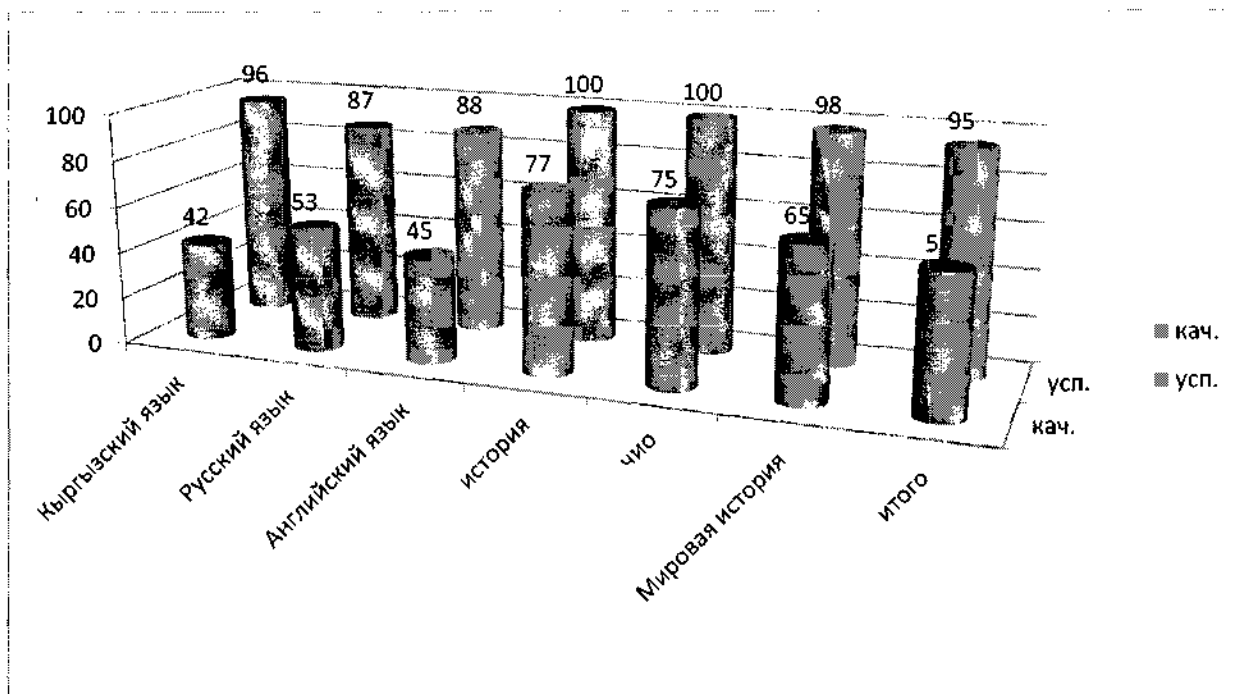 96
87
88
100
100
98
95
100
80
60
40
20
0
42
53
45
77
75
65
кач.
усп.
усп.
кач.
Кыргызский язык
Русский язык
Английский язык
история
чио
Мировая история
итого